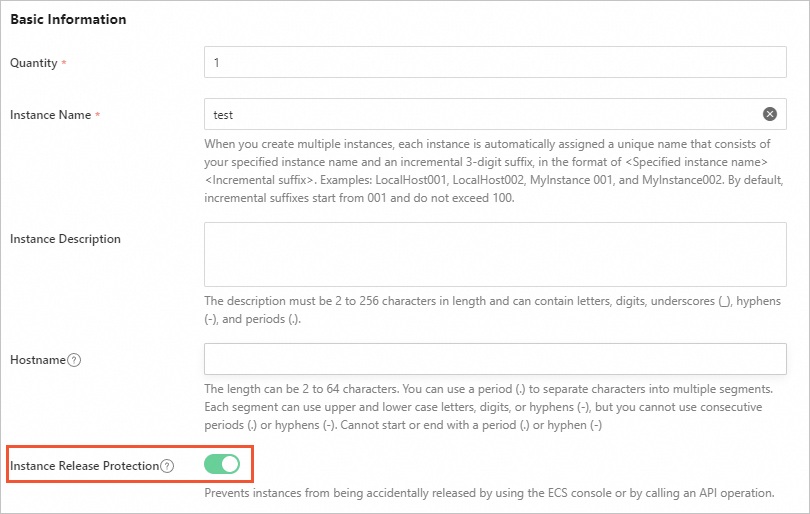 Basic Information
Quantity *
1
Instance Name *
test
When you create multiple instances, each instance is automatically assigned a unique name that consists of
your specified instance name and an incremental 3-digit suffix, in the format of <Specified instance name>
<Incremental suffix>. Examples: LocalHost001, LocalHost002, MyInstance 001, and MyInstance002. By default,
incremental suffixes start from 001 and do not exceed 100.
Instance Description
The description must be 2 to 256 characters in length and can contain letters, digits, underscores (_), hyphens
(-), and periods (.).
Hostname ?
The length can be 2 to 64 characters. You can use a period (.) to separate characters into multiple segments.
Each segment can use upper and lower case letters, digits, or hyphens (-), but you cannot use consecutive
periods (.) or hyphens (-). Cannot start or end with a period (.) or hyphen (-)
Instance Release Protection ?
Prevents instances from being accidentally released by using the ECS console or by calling an API operation.